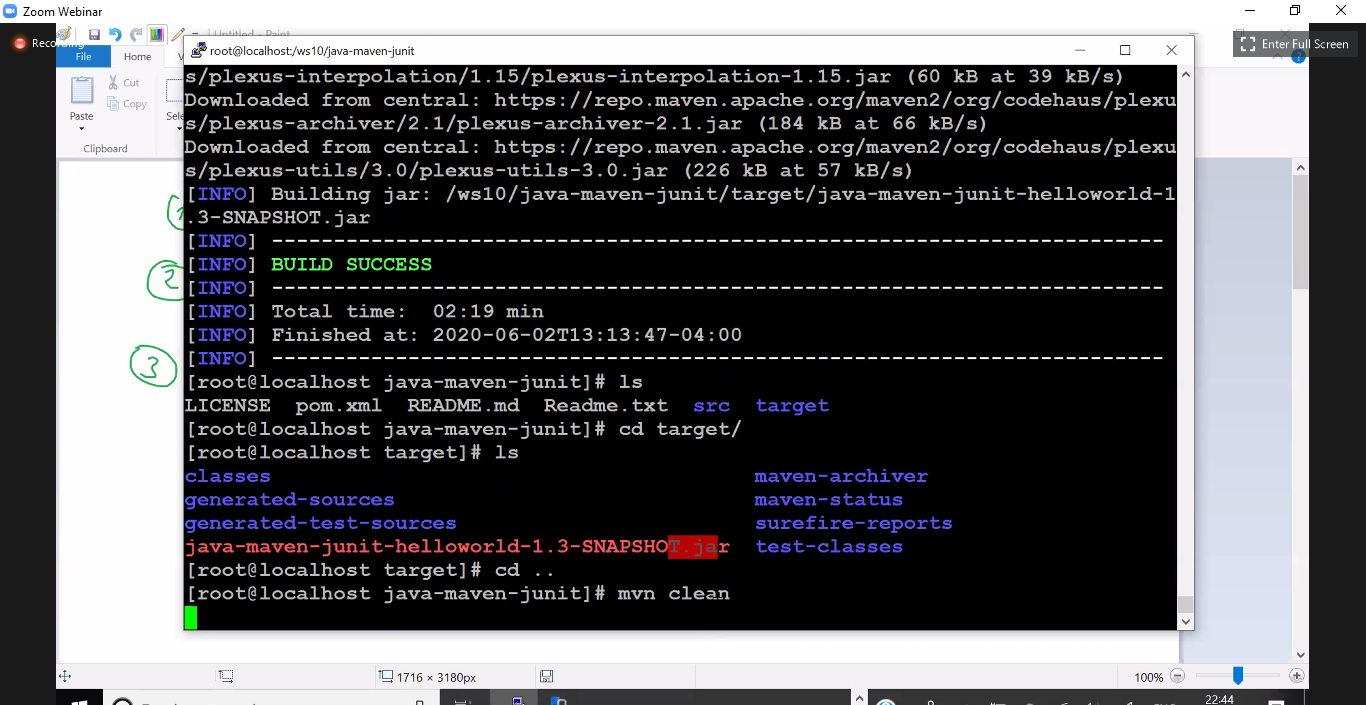 Zoom Webinar
Recording
Untitled - Paint
Enter Full Screen
File
Home
root@localhost:/ws10/java-maven-junit
Paste
Cut
Copy
Clipboard
s/plexus-interpolation/1.15/plexus-interpolation-1.15.jar (60 kB at 39 kB/s)
Downloaded from central: https://repo.maven.apache.org/maven2/org/codehaus/plexu
s/plexus-archiver/2.1/plexus-archiver-2.1.jar (184 kB at 66 kB/s)
Downloaded from central: https://repo.maven.apache.org/maven2/org/codehaus/plexu
s/plexus-utils/3.0/plexus-utils-3.0.jar (226 kB at 57 kB/s)
[INFO] Building jar: /ws10/java-maven-junit/target/java-maven-junit-helloworld-1
.3-SNAPSHOT.jar
[INFO] ------------------------------------------------------------------------
[INFO] BUILD SUCCESS
[INFO] ------------------------------------------------------------------------
[INFO] Total time:  02:19 min
[INFO] Finished at: 2020-06-02T13:13:47-04:00
[INFO] ------------------------------------------------------------------------
[root@localhost java-maven-junit]# ls
LICENSE  pom.xml  README.md  Readme.txt  src  target
[root@localhost java-maven-junit]# cd target/
[root@localhost target]# ls
classes maven-archiver
generated-sources maven-status
generated-test-sources surefire-reports
java-maven-junit-helloworld-1.3-SNAPSHOT.jar test-classes
[root@localhost target]# cd ..
[root@localhost java-maven-junit]# mvn clean
2
3
1716 × 3180px
100%
22:44